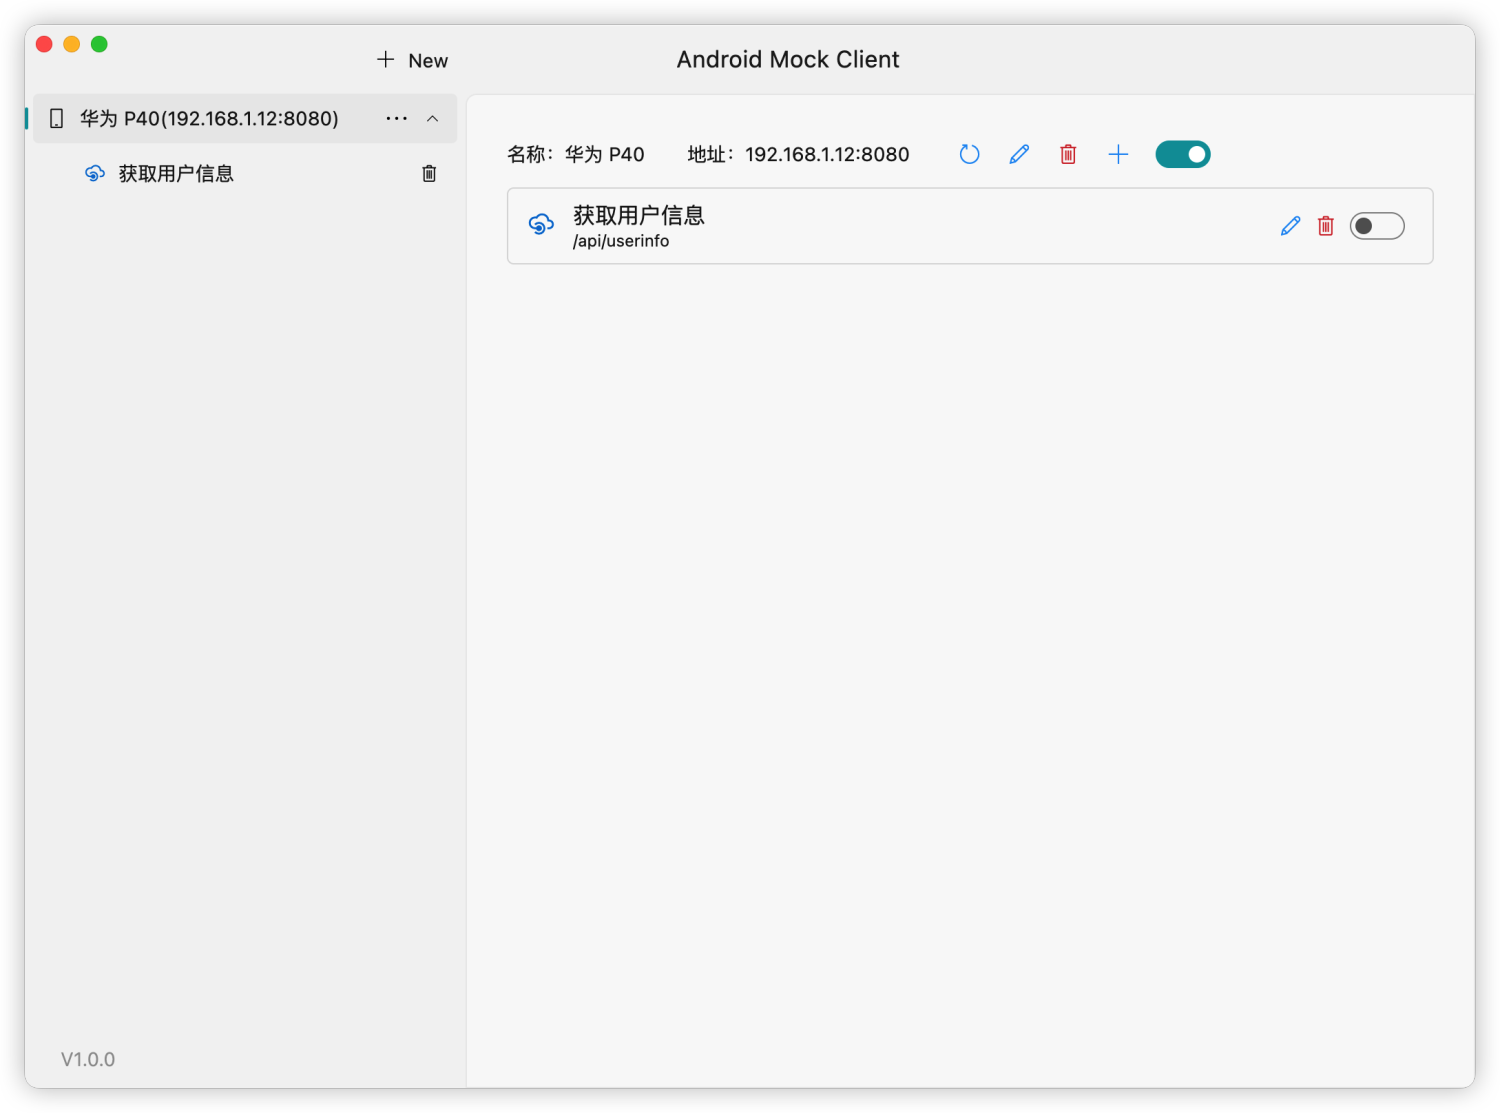 New
Android Mock Client
华为 P40(192.168.1.12:8080)
获取用户信息
名称：华为 P40 地址：192.168.1.12:8080
获取用户信息
/api/userinfo
V1.0.0